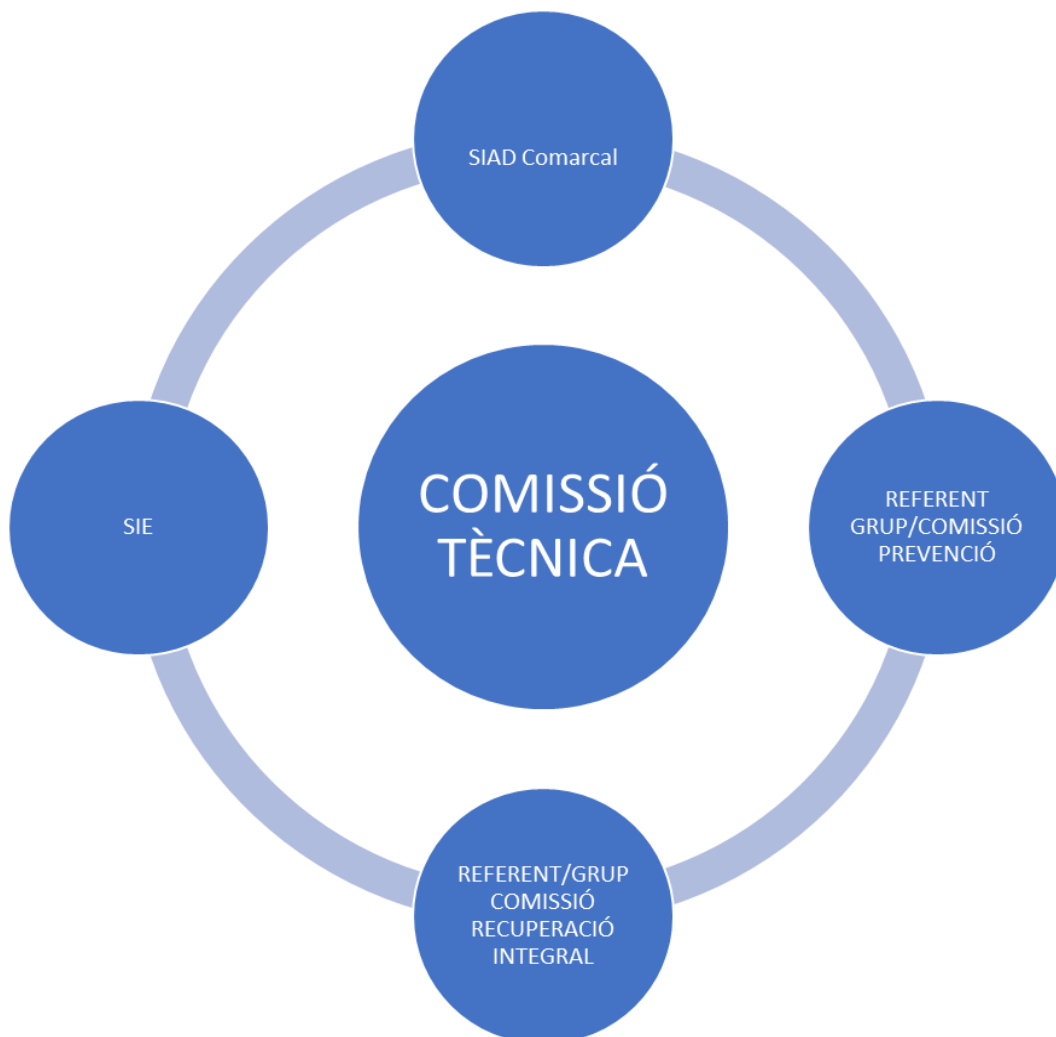 SIAD Comarcal
COMISSIÓ
TÈCNICA
SIE
REFERENT
GRUP/COMISSIÓ
PREVENCIÓ
REFERENT/GRUP
COMISSIÓ
RECUPERACIÓ
INTEGRAL